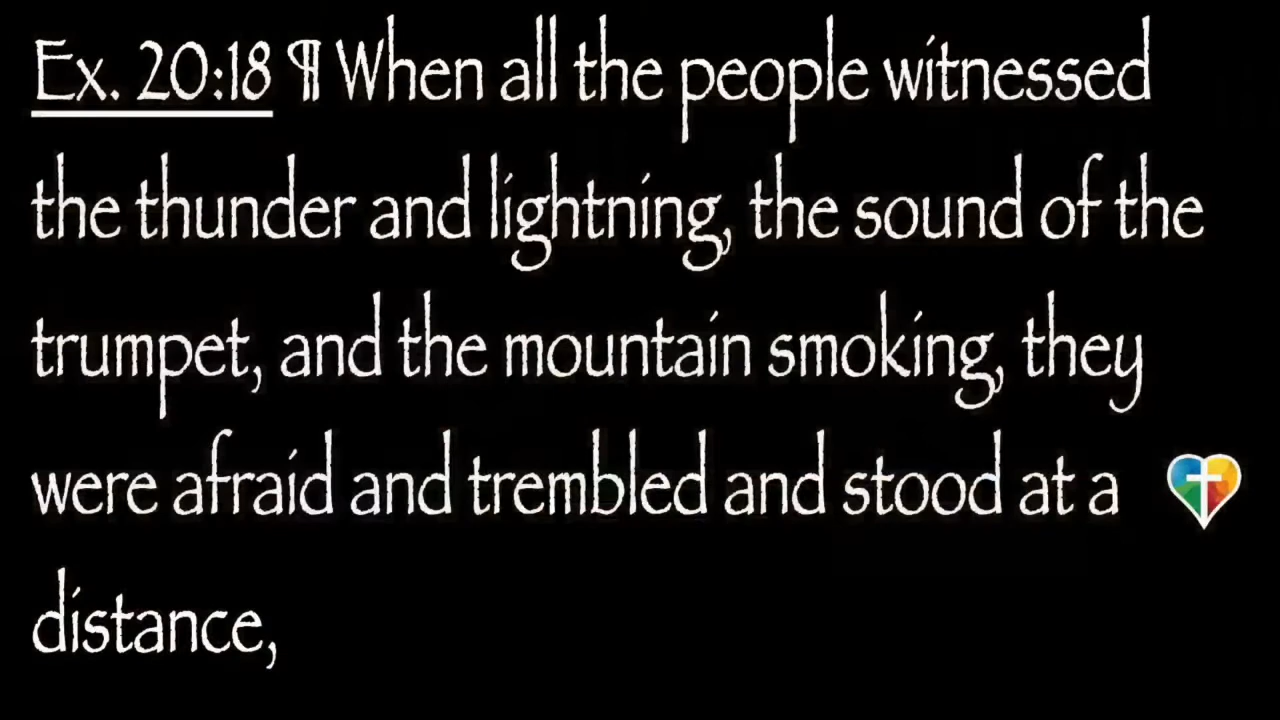 Ex. 20:18 ¶ When all the people witnessed
the thunder and lightning, the sound of the
trumpet, and the mountain smoking, they
were afraid and trembled and stood at a
distance,